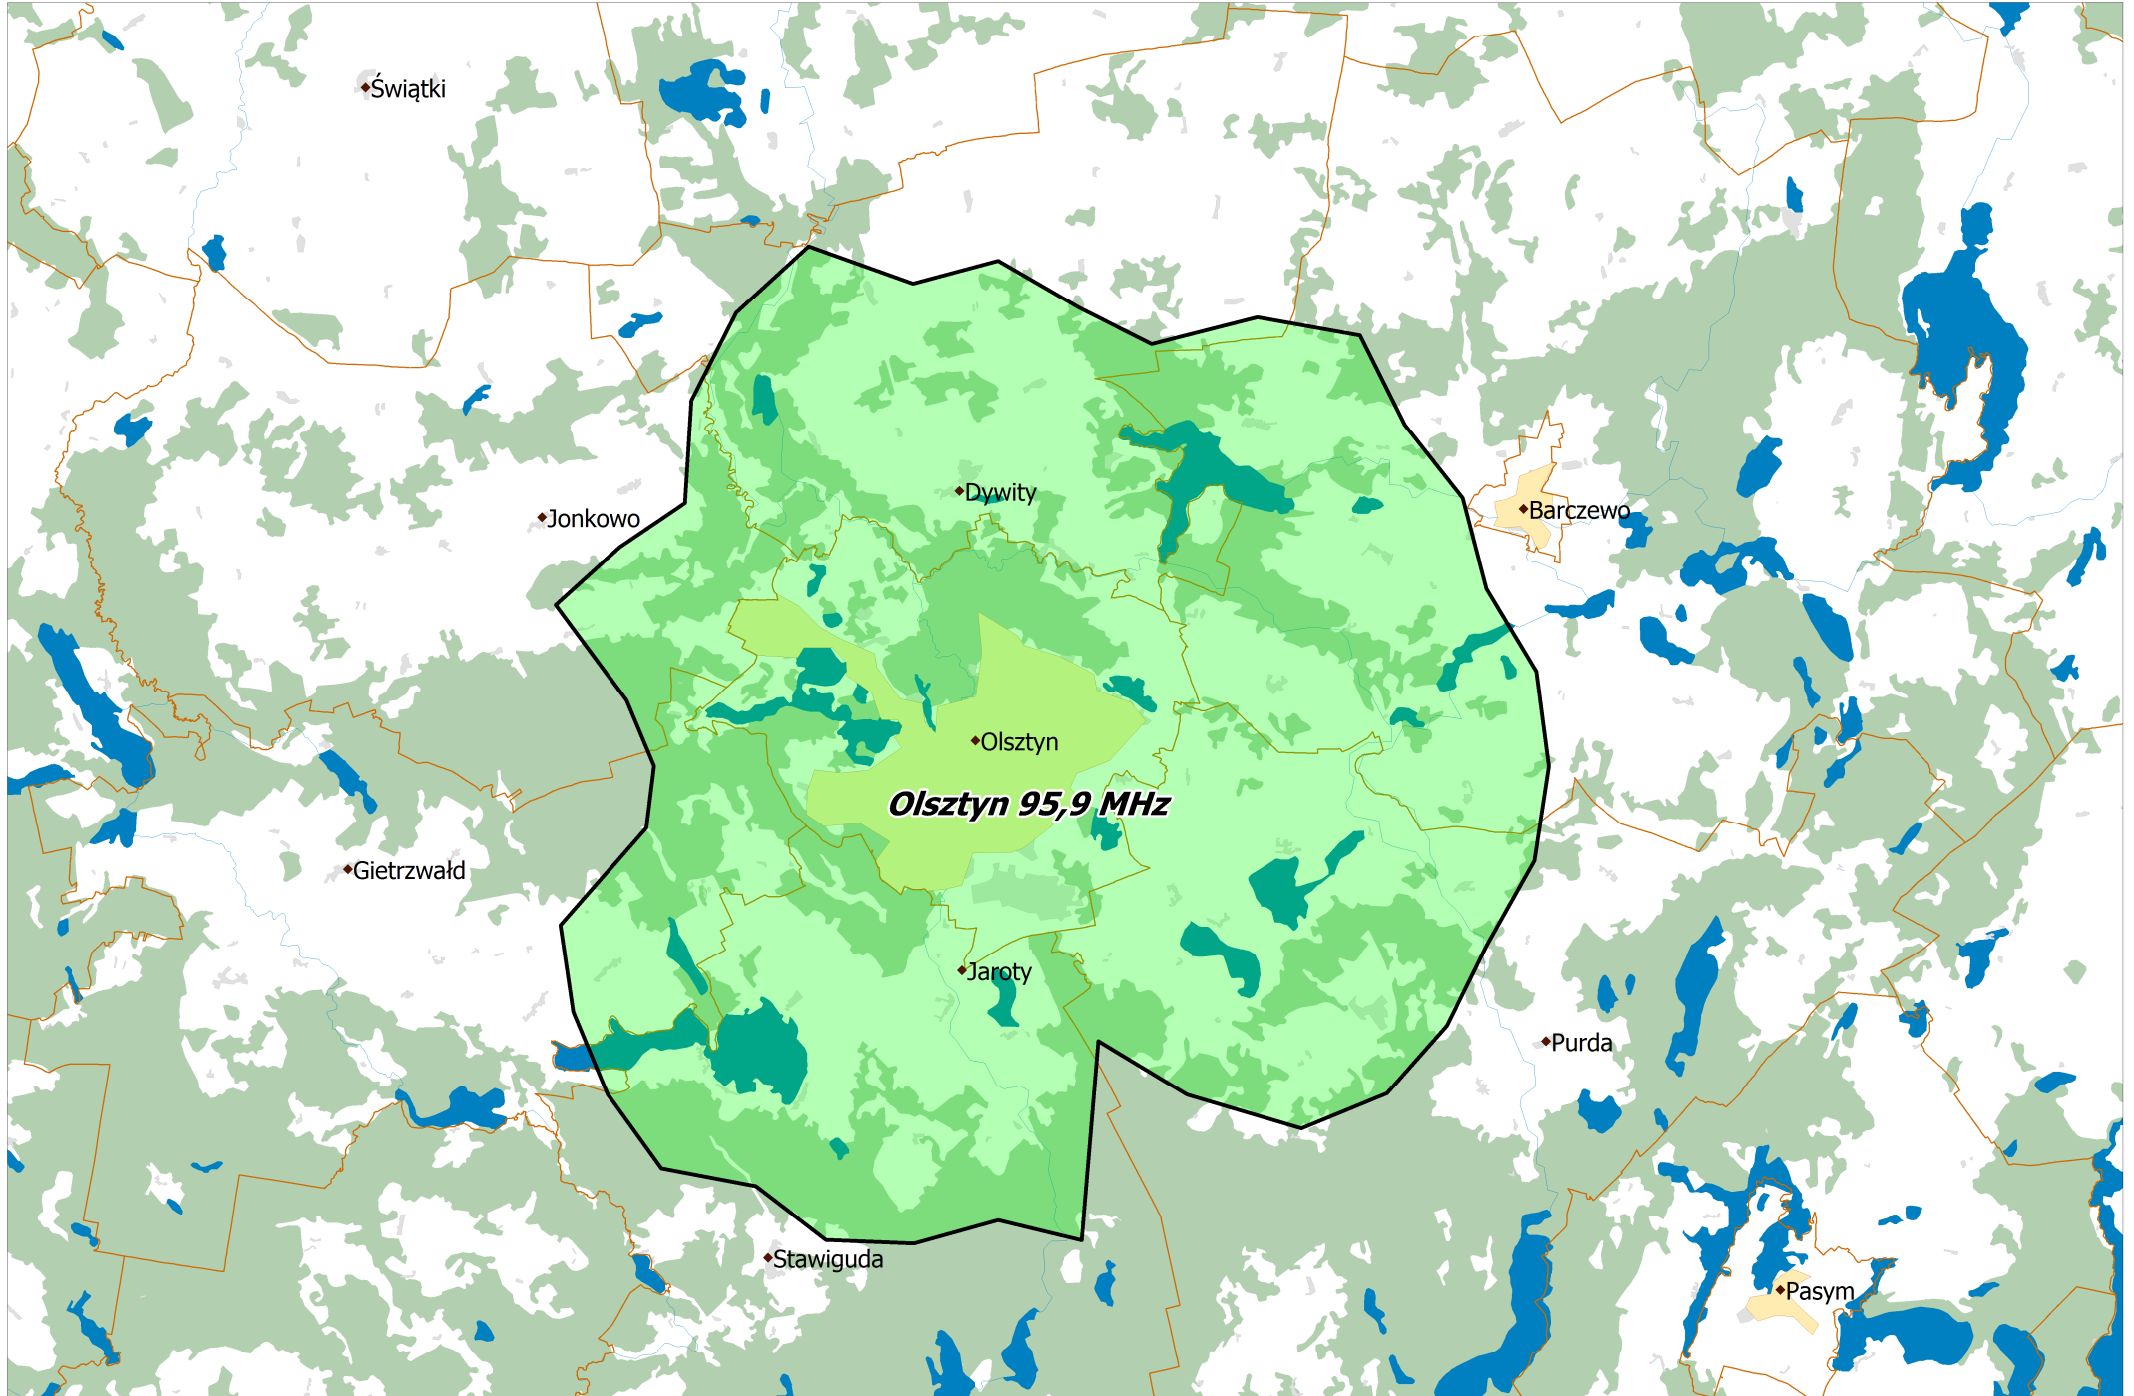 Świątki
Dywity
Barczewo
Jonkowo
Olsztyn
Olsztyn 95,9 MHz
Gietrzwałd
Jaroty
Purda
Stawiguda
Pasym